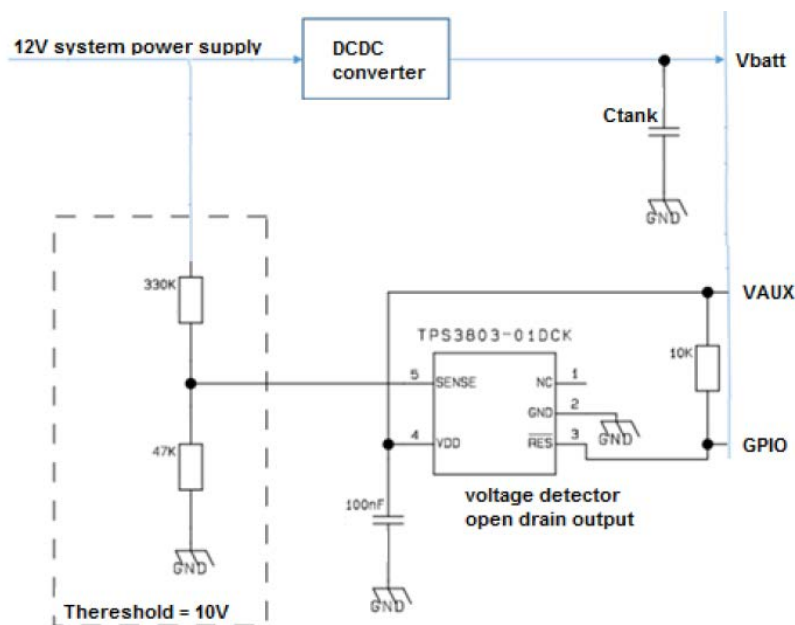 12V system power supply
DCDC
converter
Vbatt
Ctank
GND
330K
VAUX
TPS3803-01DCK
10K
5
SENSE
NC
1
GND
2
GND
47K
4
VDD
RES
3
GPIO
100nF
voltage detector
open drain output
GND
GND
Thereshold = 10V